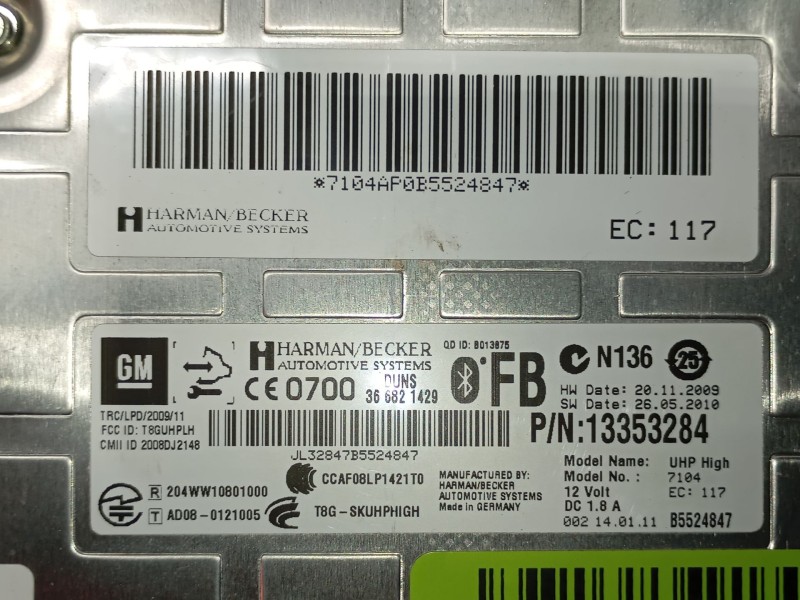 *7104AP0B5524847*
HARMAN/BECKER
AUTOMOTIVE SYSTEMS
EC: 117
GM
HARMAN/BECKER
AUTOMOTIVE SYSTEMS
QD ID: B013875
CE 0700
DUNS
36 682 1429
FB
N136
25
HW Date: 20.11.2009
SW Date: 26.05.2010
TRC/LPD/2009/11
FCC ID: T8GUHPLH
CMII ID 2008DJ2148
P/N:13353284
JL32847B5524847
CCAF08LP1421T0
R 204WW10801000
T AD08-0121005
T8G-SKUHPHIGH
MANUFACTURED BY:
HARMAN/BECKER
AUTOMOTIVE SYSTEMS
Made in GERMANY
Model Name: UHP High
Model No.: 7104
12 Volt EC: 117
DC 1.8 A
002 14.01.11 B5524847